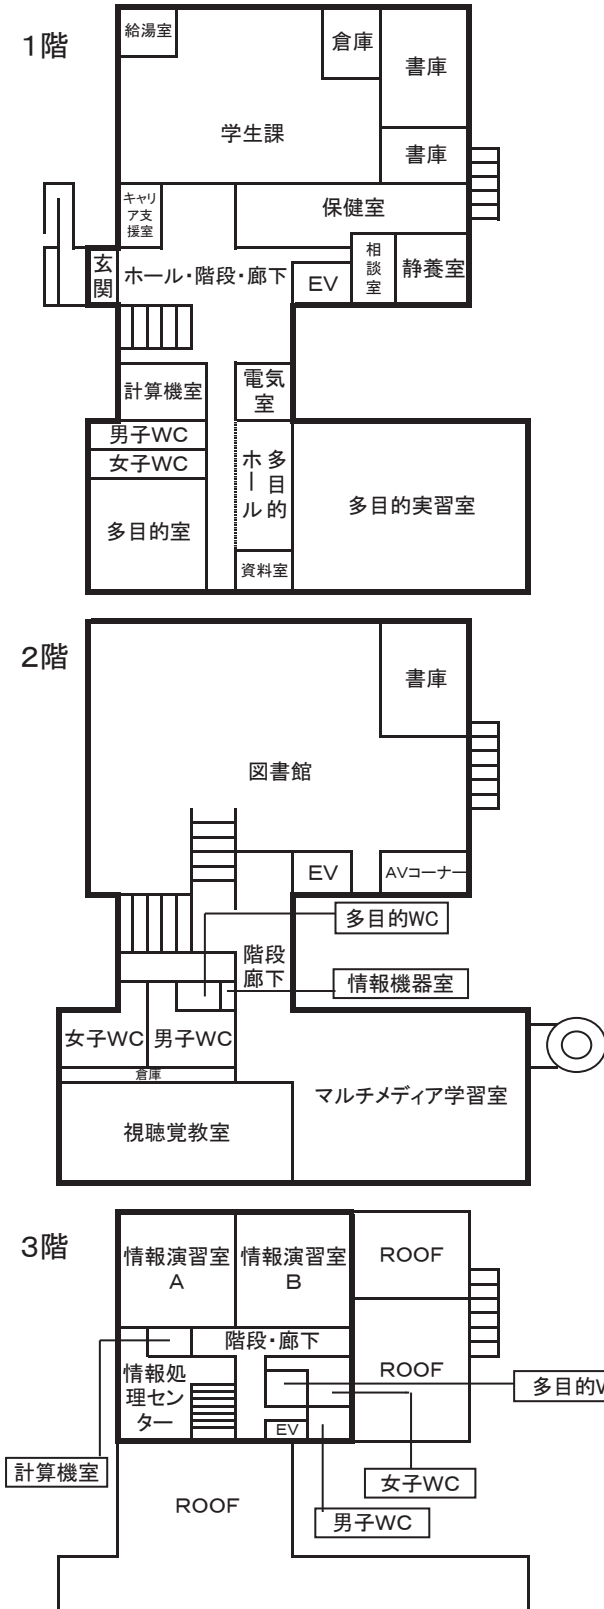 1階
給湯室
倉庫
書庫
学生課
書庫
キャリ
ア支
援室
保健室
玄
関
ホール・階段・廊下
EV
相
談
室
静養室
計算機室
電気
室
男子WC
女子WC
多目的
ホール
多目的室
多目的実習室
資料室
2階
書庫
図書館
EV
AVコーナー
多目的WC
階段
廊下
情報機器室
女子WC
男子WC
倉庫
マルチメディア学習室
視聴覚教室
3階
情報演習室
A
情報演習室
B
ROOF
階段・廊下
情報処
理セン
ター
ROOF
多目的W
EV
計算機室
女子WC
ROOF
男子WC